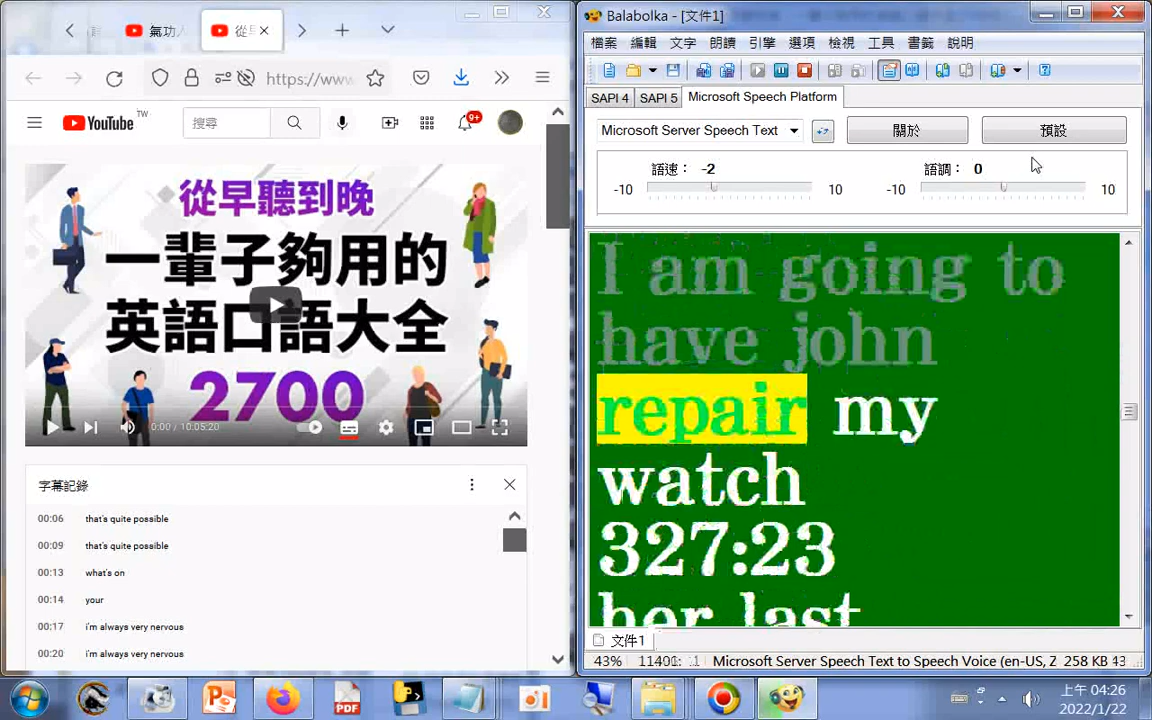 氣功
從
https://www
YouTube TW
搜尋
9+
從早聽到晚
一輩子夠用的
英語口語大全
2700
0:00 / 10:05:20
字幕記錄
00:06 that's quite possible
00:09 that's quite possible
00:13 what's on
00:14 your
00:17 i'm always very nervous
00:20 i'm always very nervous
Balabolka - [文件1]
檔案 編輯 文字 朗讀 引擎 選項 檢視 工具 書籤 說明
SAPI 4 SAPI 5 Microsoft Speech Platform
Microsoft Server Speech Text 關於 預設
語速： -2 語調： 0
-10 10 -10 10
I am going to
have john
repair my
watch
327:23
her last
文件1
43% Microsoft Server Speech Text to Speech Voice (en-US, Z 258 KB 43
PDF
上午 04:26
2022/1/22